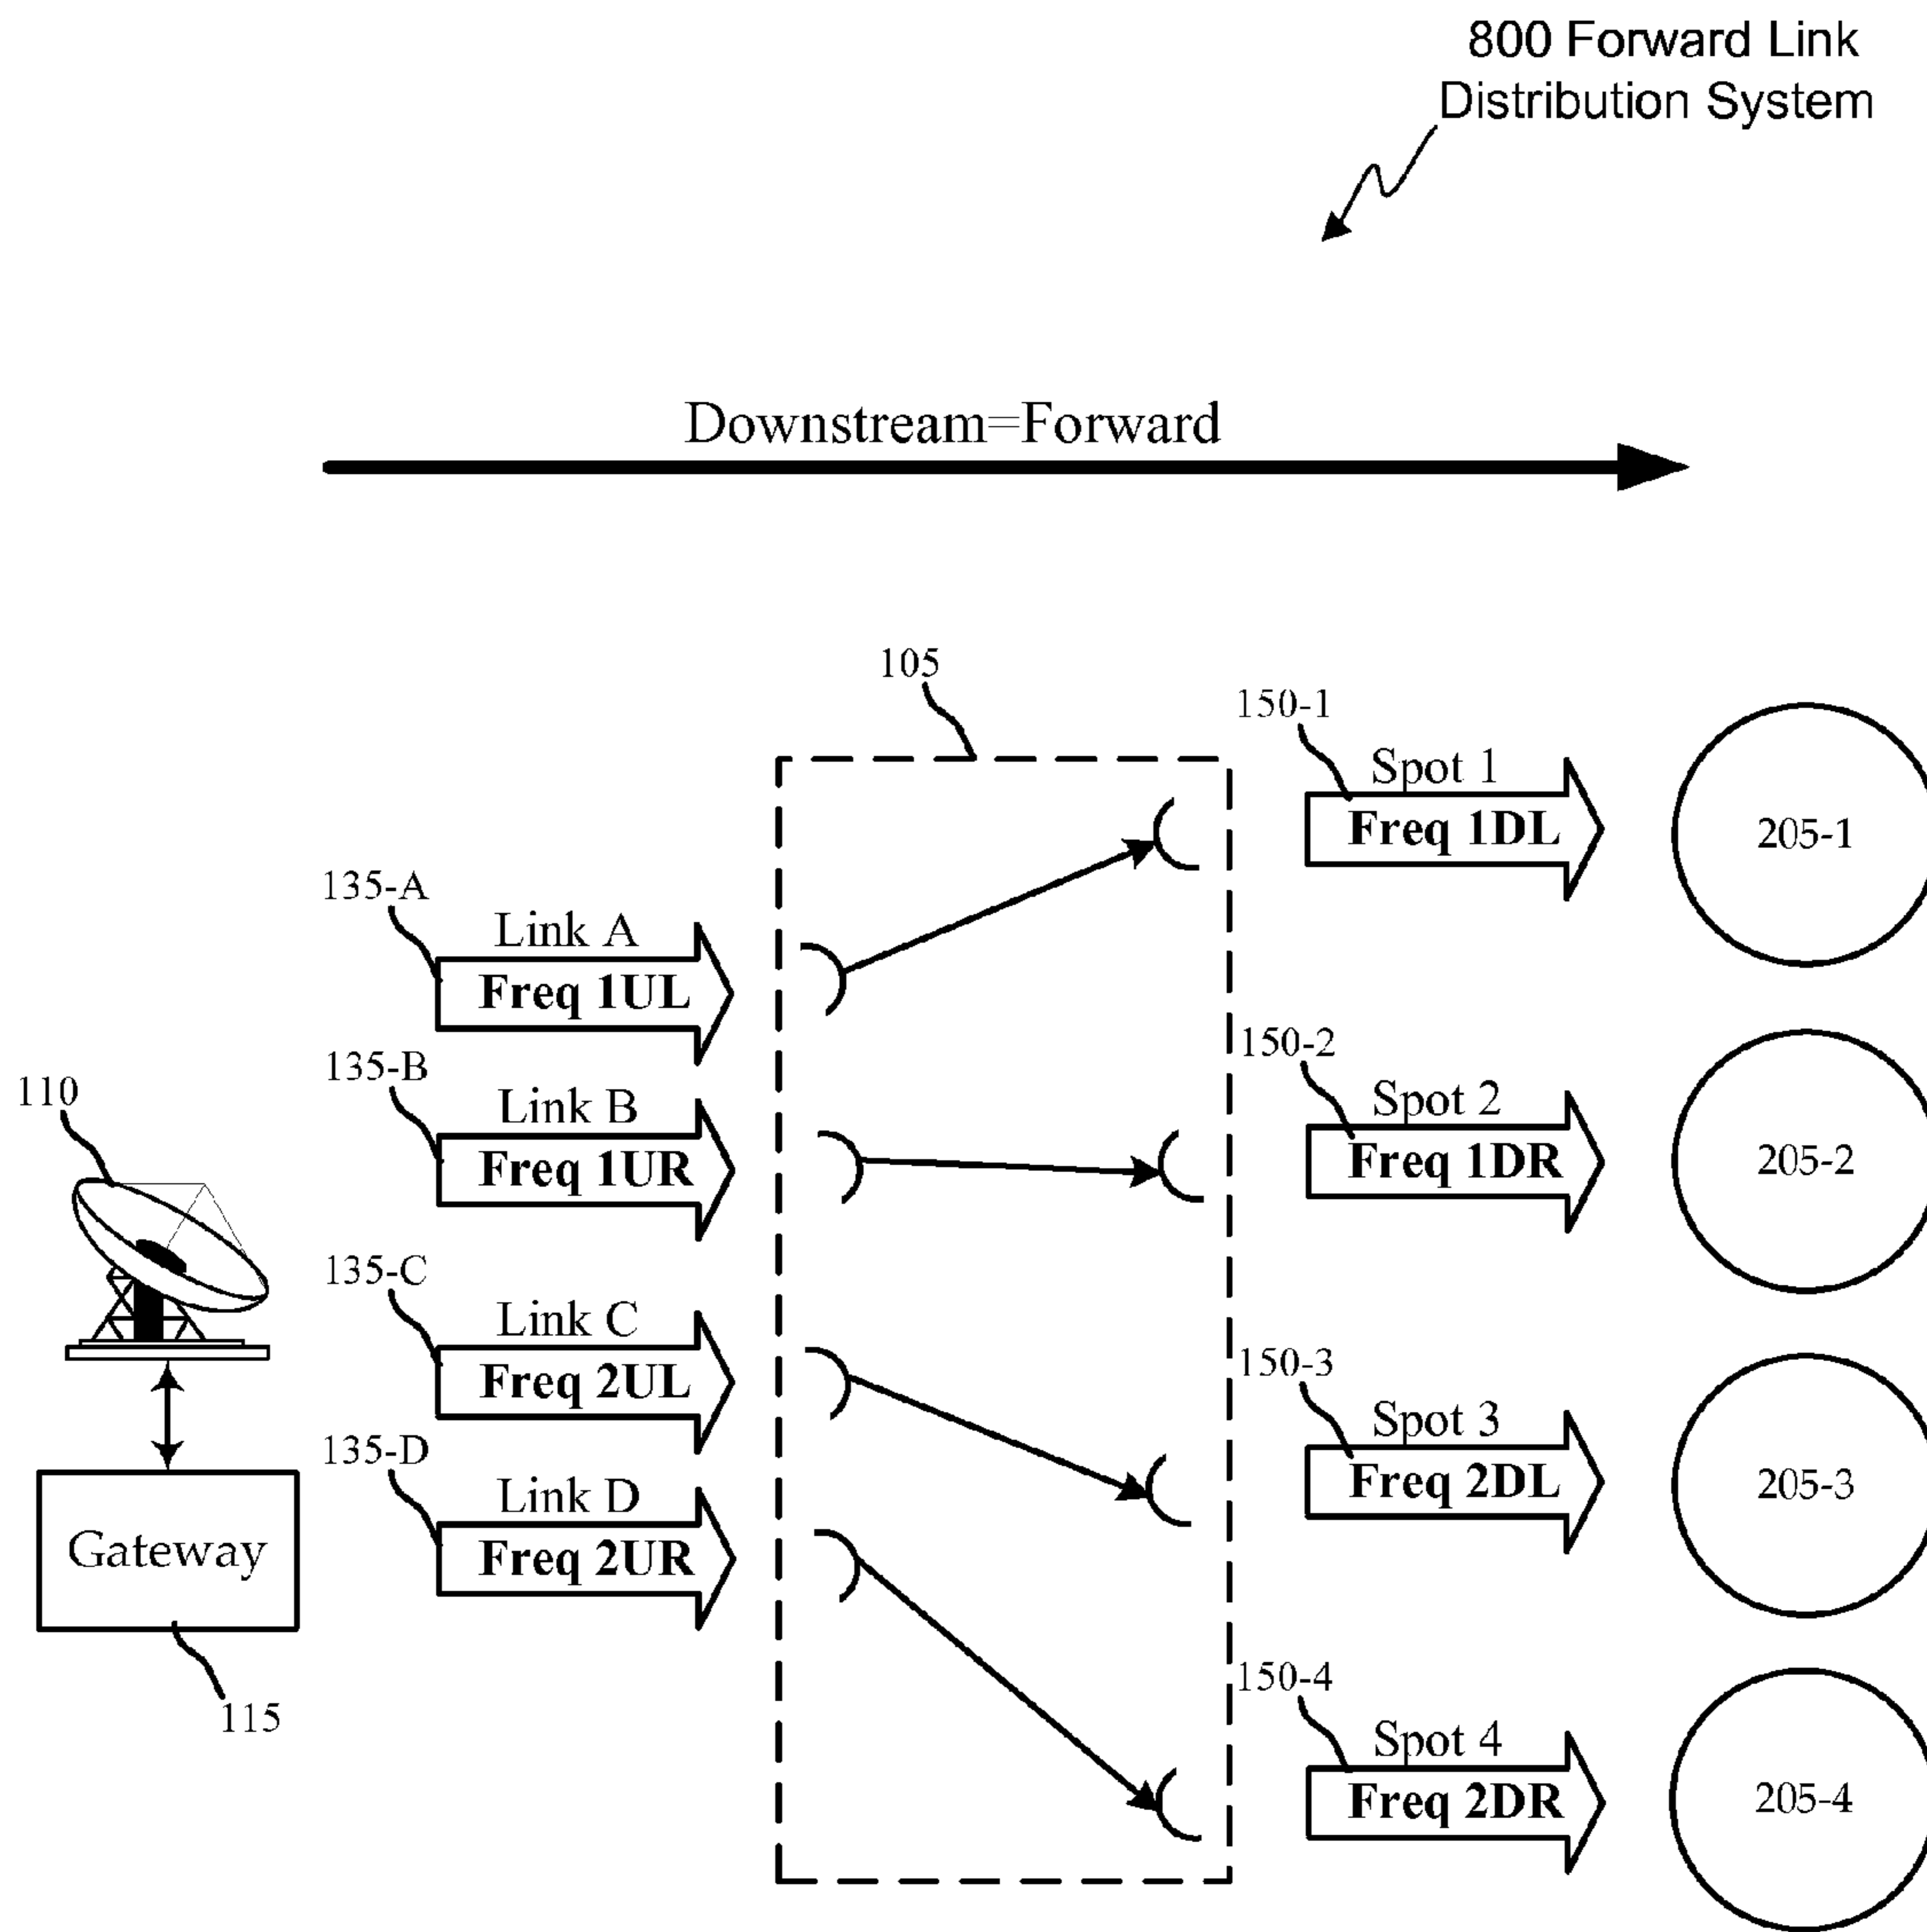 800 Forward Link
Distribution System
Downstream=Forward
105
150-1
Spot 1
Freq 1DL
205-1
135-A
Link A
Freq 1UL
150-2
Spot 2
Freq 1DR
205-2
135-B
Link B
Freq 1UR
110
135-C
Link C
Freq 2UL
150-3
Spot 3
Freq 2DL
205-3
135-D
Link D
Freq 2UR
Gateway
115
150-4
Spot 4
Freq 2DR
205-4